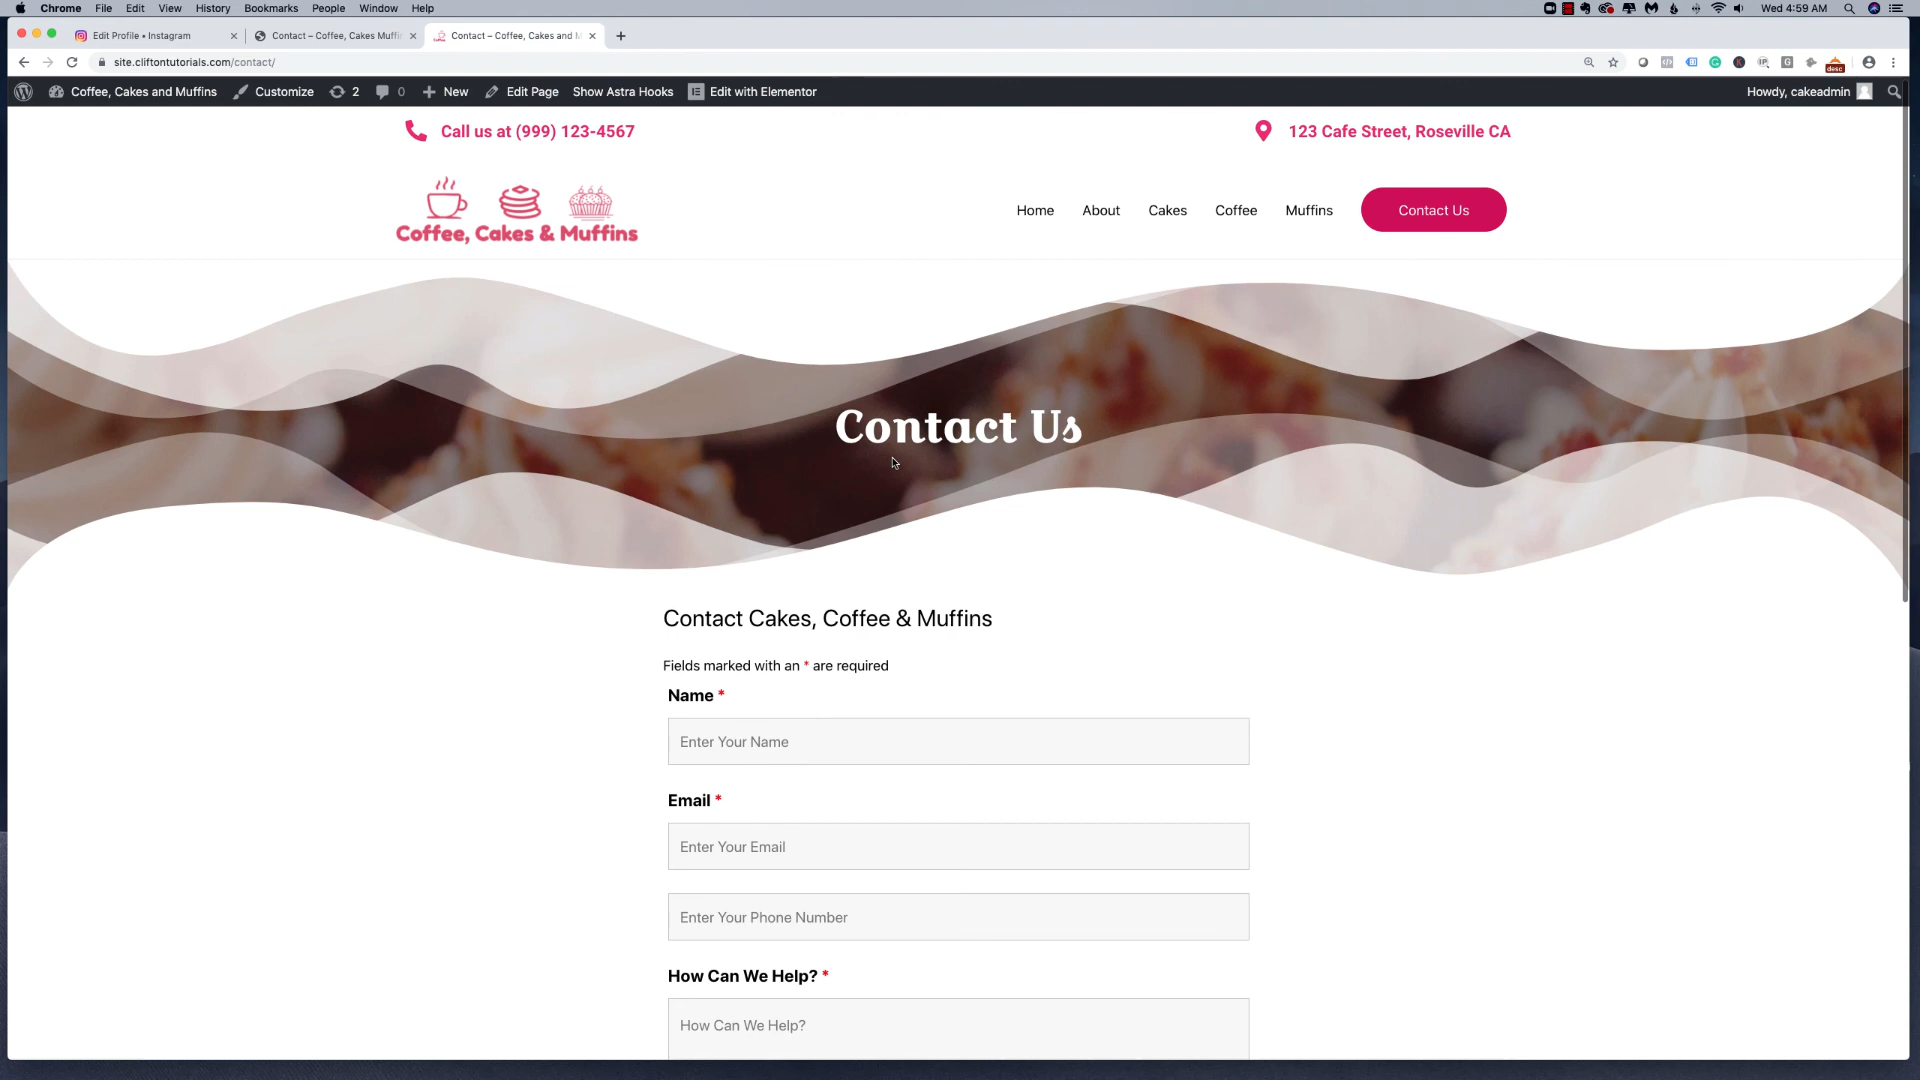 Chrome File Edit View History Bookmarks People Window Help Wed 4:59 AM
Edit Profile • Instagram Contact – Coffee, Cakes Muffin Contact – Coffee, Cakes and M
site.cliftontutorials.com/contact/
Coffee, Cakes and Muffins Customize 2 0 New Edit Page Show Astra Hooks Edit with Elementor Howdy, cakeadmin
Call us at (999) 123-4567 123 Cafe Street, Roseville CA
Coffee, Cakes & Muffins
Home About Cakes Coffee Muffins Contact Us
Contact Us
Contact Cakes, Coffee & Muffins
Fields marked with an * are required
Name *
Enter Your Name
Email *
Enter Your Email
Enter Your Phone Number
How Can We Help? *
How Can We Help?